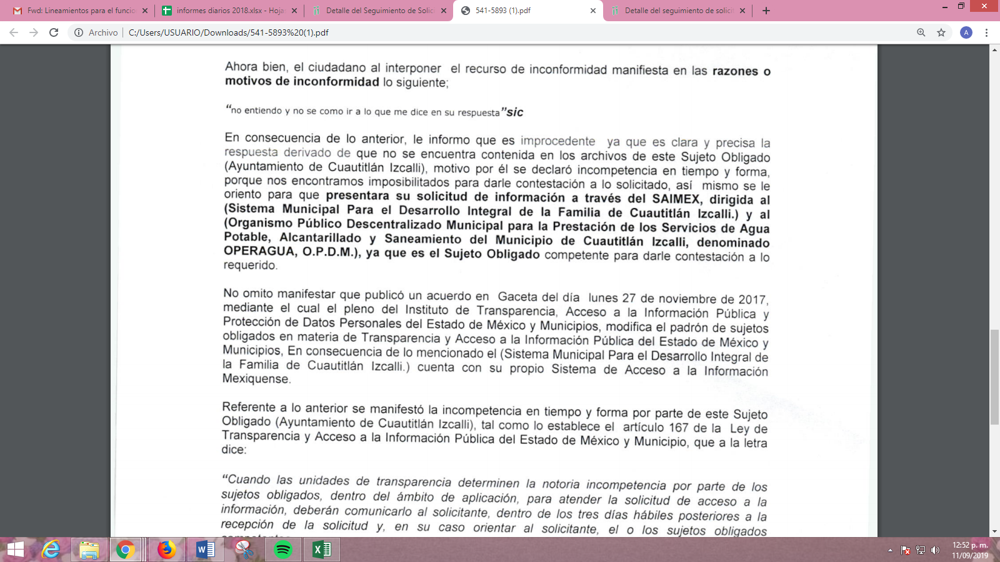 Fwd: Lineamientos para el funcio
informes diarios 2018.xlsx - Hoja
Detalle del Seguimiento de Solic
541-5893 (1).pdf
Detalle del seguimiento de solici
Archivo
C:/Users/USUARIO/Downloads/541-5893%20(1).pdf
A
Ahora bien, el ciudadano al interponer el recurso de inconformidad manifiesta en las razones o
motivos de inconformidad lo siguiente;
“no entiendo y no se como ir a lo que me dice en su respuesta”sic
En consecuencia de lo anterior, le informo que es improcedente ya que es clara y precisa la
respuesta derivado de que no se encuentra contenida en los archivos de este Sujeto Obligado
(Ayuntamiento de Cuautitlán Izcalli), motivo por él se declaró incompetencia en tiempo y forma,
porque nos encontramos imposibilitados para darle contestación a lo solicitado, así mismo se le
oriento para que presentara su solicitud de información a través del SAIMEX, dirigida al
(Sistema Municipal Para el Desarrollo Integral de la Familia de Cuautitlán Izcalli.) y al
(Organismo Público Descentralizado Municipal para la Prestación de los Servicios de Agua
Potable, Alcantarillado y Saneamiento del Municipio de Cuautitlán Izcalli, denominado
OPERAGUA, O.P.D.M.), ya que es el Sujeto Obligado competente para darle contestación a lo
requerido.
No omito manifestar que publicó un acuerdo en Gaceta del día lunes 27 de noviembre de 2017,
mediante el cual el pleno del Instituto de Transparencia, Acceso a la Información Pública y
Protección de Datos Personales del Estado de México y Municipios, modifica el padrón de sujetos
obligados en materia de Transparencia y Acceso a la Información Pública del Estado de México y
Municipios, En consecuencia de lo mencionado el (Sistema Municipal Para el Desarrollo Integral de
la Familia de Cuautitlán Izcalli.) cuenta con su propio Sistema de Acceso a la Información
Mexiquense.
Referente a lo anterior se manifestó la incompetencia en tiempo y forma por parte de este Sujeto
Obligado (Ayuntamiento de Cuautitlán Izcalli), tal como lo establece el artículo 167 de la Ley de
Transparencia y Acceso a la Información Pública del Estado de México y Municipio, que a la letra
dice:
“Cuando las unidades de transparencia determinen la notoria incompetencia por parte de los
sujetos obligados, dentro del ámbito de aplicación, para atender la solicitud de acceso a la
información, deberán comunicarlo al solicitante, dentro de los tres días hábiles posteriores a la
recepción de la solicitud y, en su caso orientar al solicitante, el o los sujetos obligados
12:52 p. m.
11/09/2019